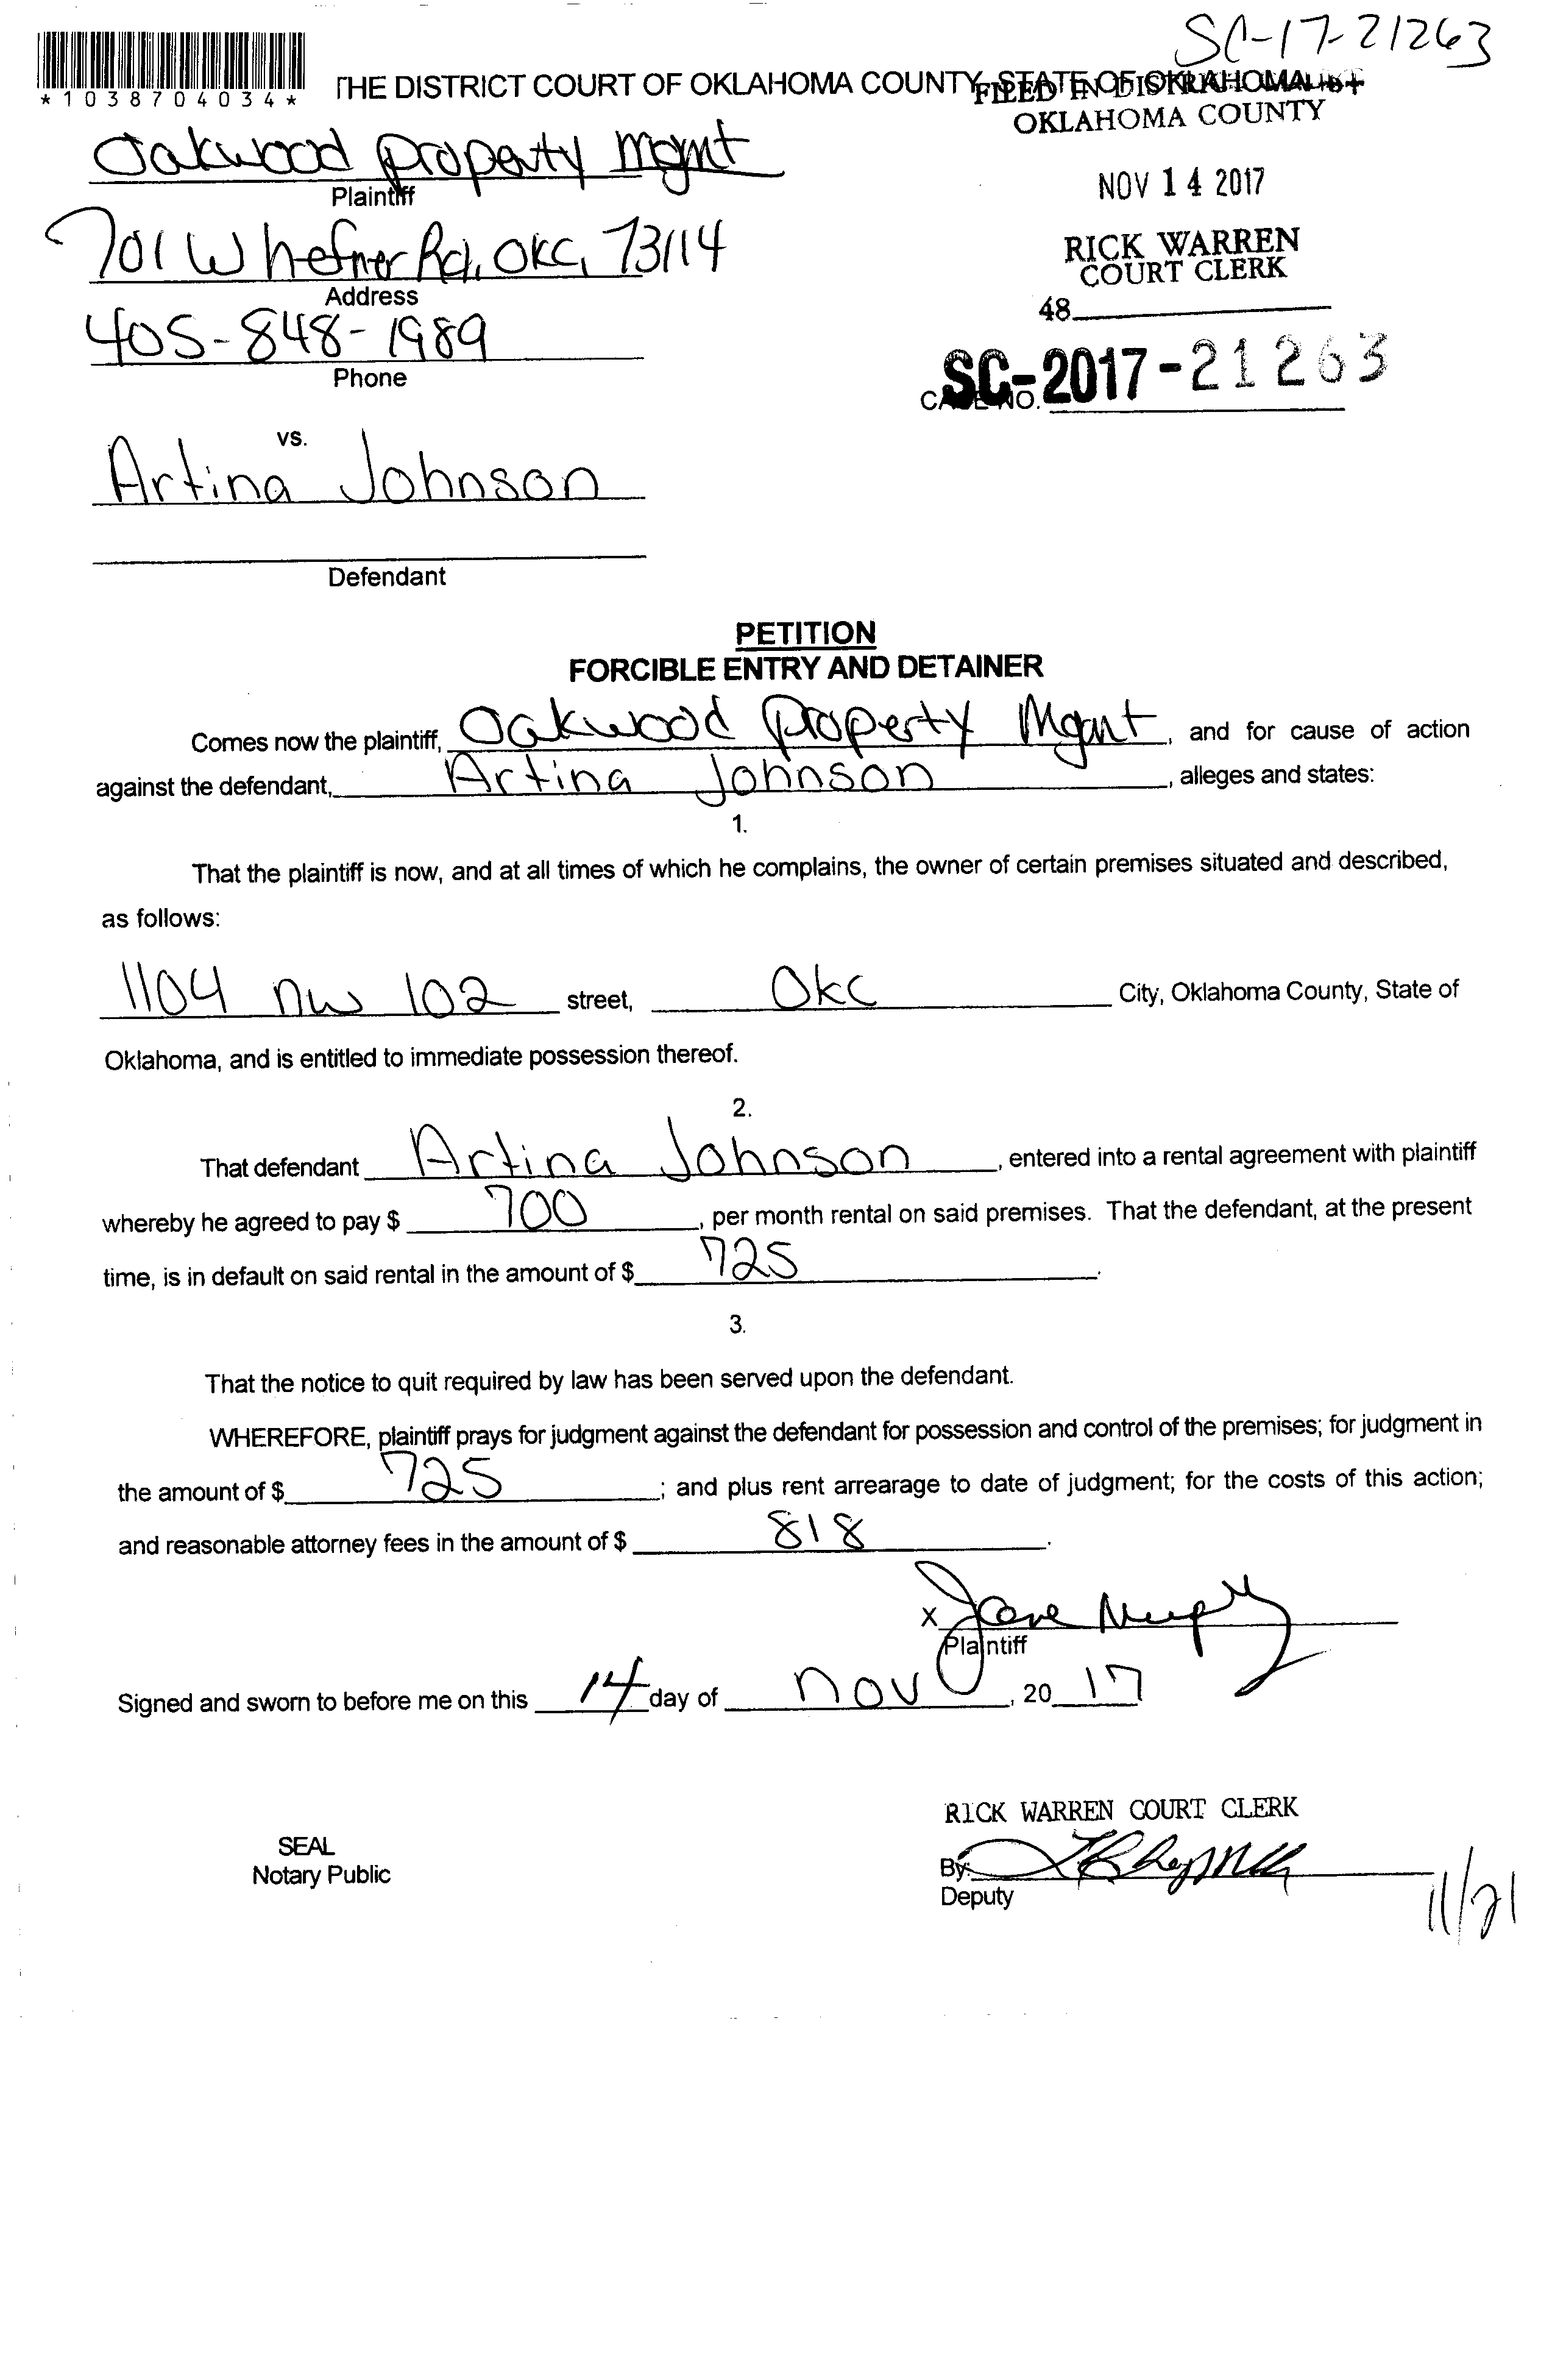 SC-17-21263
*1038704034*
THE DISTRICT COURT OF OKLAHOMA COUNTY, STATE OF OKLAHOMA
FILED IN DISTRICT COURT
OKLAHOMA COUNTY
Oakwood Property Mgmt
Plaintiff
NOV 14 2017
701 W hefner Rd, OKC, 73114
Address
RICK WARREN
COURT CLERK
405-848-1989
Phone
48
SC-2017-21263
CASE NO.
vs.
Artina Johnson
Defendant
PETITION
FORCIBLE ENTRY AND DETAINER
Comes now the plaintiff, Oakwood Property Mgmt, and for cause of action
against the defendant, Artina Johnson, alleges and states:
1.
That the plaintiff is now, and at all times of which he complains, the owner of certain premises situated and described,
as follows:
1104 nw 102 street, Okc City, Oklahoma County, State of
Oklahoma, and is entitled to immediate possession thereof.
2.
That defendant Artina Johnson, entered into a rental agreement with plaintiff
whereby he agreed to pay $ 700, per month rental on said premises. That the defendant, at the present
time, is in default on said rental in the amount of $ 725.
3.
That the notice to quit required by law has been served upon the defendant.
WHEREFORE, plaintiff prays for judgment against the defendant for possession and control of the premises; for judgment in
the amount of $ 725; and plus rent arrearage to date of judgment; for the costs of this action;
and reasonable attorney fees in the amount of $ 818.
X
Plaintiff
Signed and sworn to before me on this 14 day of nov, 20 17
RICK WARREN COURT CLERK
SEAL
Notary Public
By:
Deputy
11/21